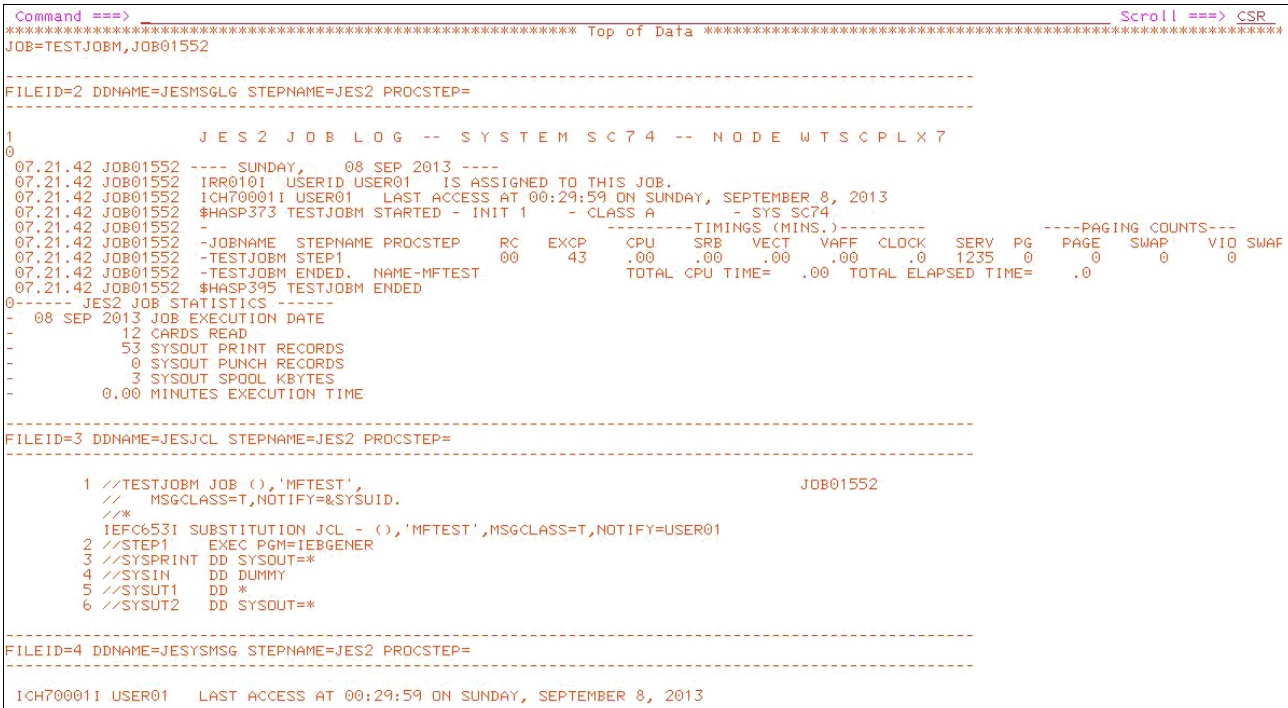 Command ===> _ Scroll ===> CSR
************************************************************ Top of Data *************************************************************
JOB=TESTJOBM,JOB01552
------------------------------------------------------------------------------------------------------------------------
FILEID=2 DDNAME=JESMSGLG STEPNAME=JES2 PROCSTEP=
------------------------------------------------------------------------------------------------------------------------
1                       J E S 2  J O B  L O G  --  S Y S T E M  S C 7 4  --  N O D E  W T S C P L X 7
0
 07.21.42 JOB01552 ---- SUNDAY,    08 SEP 2013 ----
 07.21.42 JOB01552  IRR010I  USERID USER01   IS ASSIGNED TO THIS JOB.
 07.21.42 JOB01552  ICH70001I USER01   LAST ACCESS AT 00:29:59 ON SUNDAY, SEPTEMBER 8, 2013
 07.21.42 JOB01552  $HASP373 TESTJOBM STARTED - INIT 1    - CLASS A        - SYS SC74
 07.21.42 JOB01552  -                                         ---------TIMINGS (MINS.)---------          ----PAGING COUNTS---
 07.21.42 JOB01552  -JOBNAME  STEPNAME PROCSTEP    RC   EXCP    CPU    SRB   VECT   VAFF  CLOCK   SERV  PG   PAGE   SWAP    VIO SWAP
 07.21.42 JOB01552  -TESTJOBM STEP1                00     43    .00    .00    .00    .00     .0   1235   0      0      0      0
 07.21.42 JOB01552  -TESTJOBM ENDED.  NAME-MFTEST               TOTAL CPU TIME=   .00  TOTAL ELAPSED TIME=    .0
 07.21.42 JOB01552  $HASP395 TESTJOBM ENDED
0------ JES2 JOB STATISTICS ------
-  08 SEP 2013 JOB EXECUTION DATE
-           12 CARDS READ
-           53 SYSOUT PRINT RECORDS
-            0 SYSOUT PUNCH RECORDS
-            3 SYSOUT SPOOL KBYTES
-         0.00 MINUTES EXECUTION TIME
------------------------------------------------------------------------------------------------------------------------
FILEID=3 DDNAME=JESJCL STEPNAME=JES2 PROCSTEP=
------------------------------------------------------------------------------------------------------------------------
        1 //TESTJOBM JOB (),'MFTEST',                                                     JOB01552
          //   MSGCLASS=T,NOTIFY=&SYSUID.
          //*
          IEFC653I SUBSTITUTION JCL - (),'MFTEST',MSGCLASS=T,NOTIFY=USER01
        2 //STEP1    EXEC PGM=IEBGENER
        3 //SYSPRINT DD SYSOUT=*
        4 //SYSIN    DD DUMMY
        5 //SYSUT1   DD *
        6 //SYSUT2   DD SYSOUT=*
------------------------------------------------------------------------------------------------------------------------
FILEID=4 DDNAME=JESYSMSG STEPNAME=JES2 PROCSTEP=
------------------------------------------------------------------------------------------------------------------------
 ICH70001I USER01   LAST ACCESS AT 00:29:59 ON SUNDAY, SEPTEMBER 8, 2013